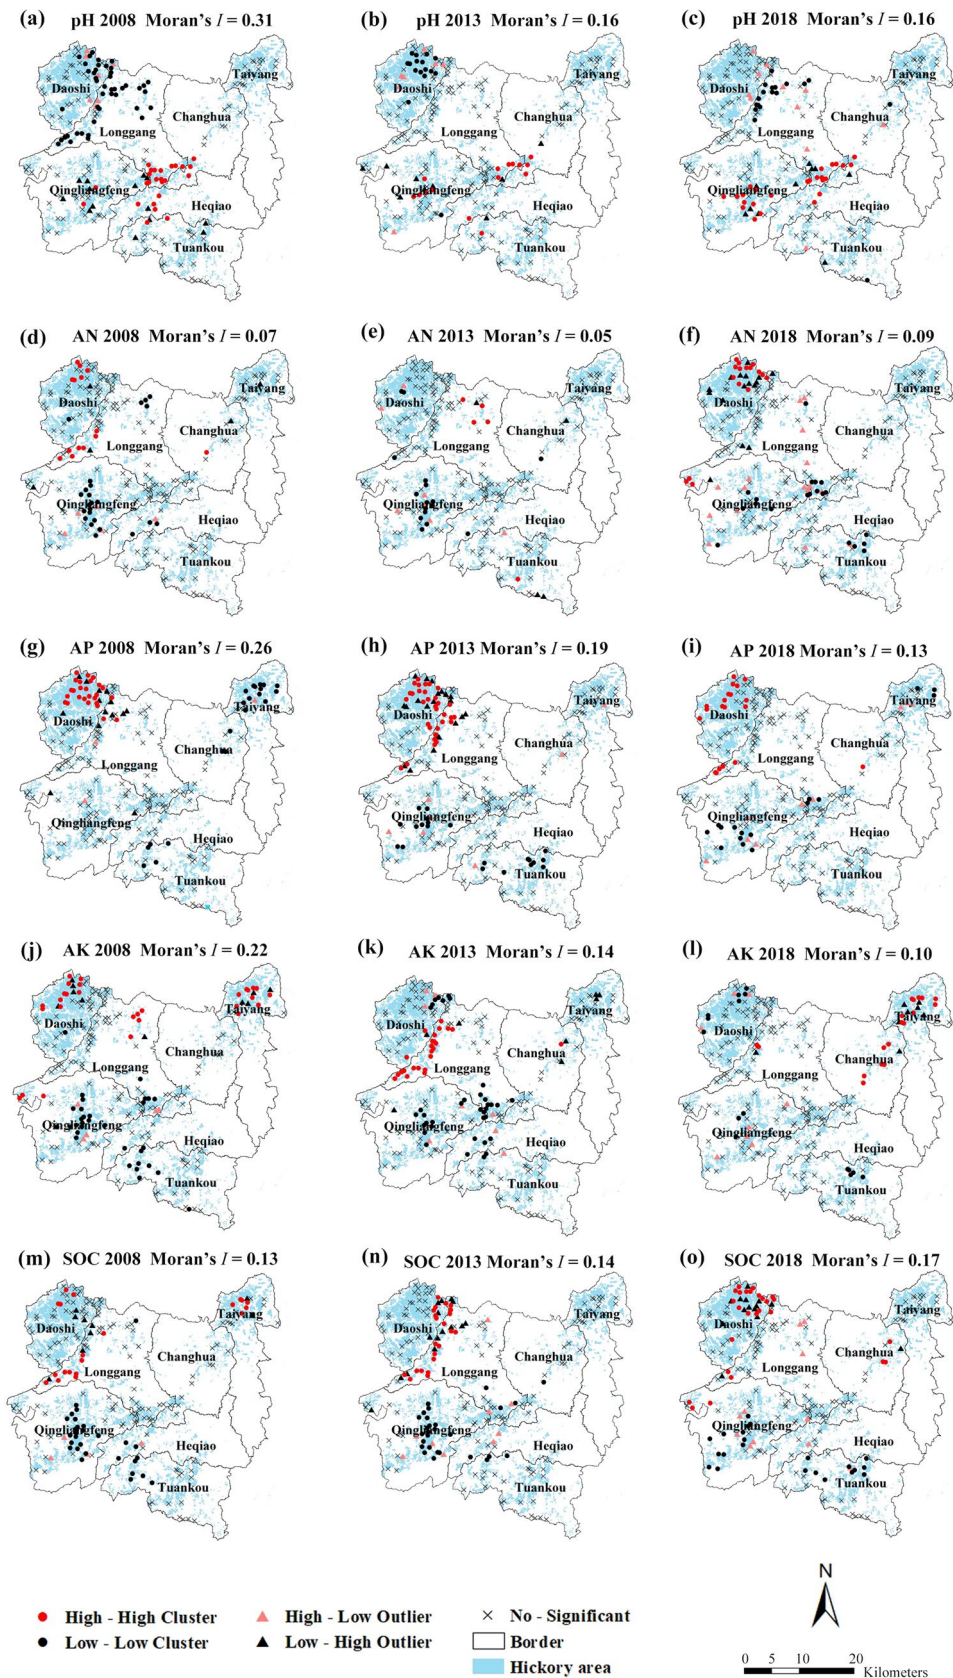 (a) pH 2008 Moran's I = 0.31
(b) pH 2013 Moran's I = 0.16
(c) pH 2018 Moran's I = 0.16
Taiyang
Daoshi
Changhua
Longgang
Qingliangfeng
Heqiao
Tuankou
Taiyang
Daoshi
Changhua
Longgang
Qingliangfeng
Heqiao
Tuankou
Taiyang
Daoshi
Changhua
Longgang
Qingliangfeng
Heqiao
Tuankou
(d) AN 2008 Moran's I = 0.07
(e) AN 2013 Moran's I = 0.05
(f) AN 2018 Moran's I = 0.09
Taiyang
Daoshi
Changhua
Longgang
Qingliangfeng
Heqiao
Tuankou
Taiyang
Daoshi
Changhua
Longgang
Qingliangfeng
Heqiao
Tuankou
Taiyang
Daoshi
Changhua
Longgang
Qingliangfeng
Heqiao
Tuankou
(g) AP 2008 Moran's I = 0.26
(h) AP 2013 Moran's I = 0.19
(i) AP 2018 Moran's I = 0.13
Taiyang
Daoshi
Changhua
Longgang
Qingliangfeng
Heqiao
Tuankou
Taiyang
Daoshi
Changhua
Longgang
Qingliangfeng
Heqiao
Tuankou
Taiyang
Daoshi
Changhua
Longgang
Qingliangfeng
Heqiao
Tuankou
(j) AK 2008 Moran's I = 0.22
(k) AK 2013 Moran's I = 0.14
(l) AK 2018 Moran's I = 0.10
Taiyang
Daoshi
Changhua
Longgang
Qingliangfeng
Heqiao
Tuankou
Taiyang
Daoshi
Changhua
Longgang
Qingliangfeng
Heqiao
Tuankou
Taiyang
Daoshi
Changhua
Longgang
Qingliangfeng
Heqiao
Tuankou
(m) SOC 2008 Moran's I = 0.13
(n) SOC 2013 Moran's I = 0.14
(o) SOC 2018 Moran's I = 0.17
Taiyang
Daoshi
Changhua
Longgang
Qingliangfeng
Heqiao
Tuankou
Taiyang
Daoshi
Changhua
Longgang
Qingliangfeng
Heqiao
Tuankou
Taiyang
Daoshi
Changhua
Longgang
Qingliangfeng
Heqiao
Tuankou
High - High Cluster
Low - Low Cluster
High - Low Outlier
Low - High Outlier
No - Significant
Border
Hickory area
N
0 5 10 20
Kilometers